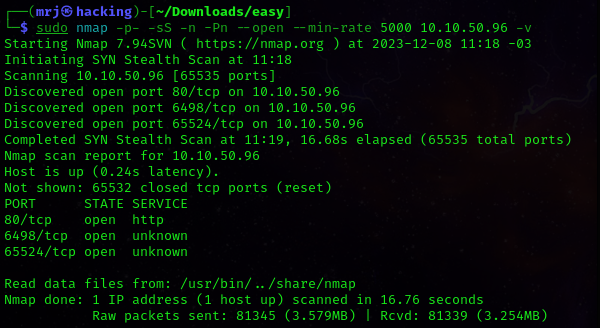 ┌──(mrj㉿hacking)-[~/Downloads/easy]
└─$ sudo nmap -p- -sS -n -Pn --open --min-rate 5000 10.10.50.96 -v
Starting Nmap 7.94SVN ( https://nmap.org ) at 2023-12-08 11:18 -03
Initiating SYN Stealth Scan at 11:18
Scanning 10.10.50.96 [65535 ports]
Discovered open port 80/tcp on 10.10.50.96
Discovered open port 6498/tcp on 10.10.50.96
Discovered open port 65524/tcp on 10.10.50.96
Completed SYN Stealth Scan at 11:19, 16.68s elapsed (65535 total ports)
Nmap scan report for 10.10.50.96
Host is up (0.24s latency).
Not shown: 65532 closed tcp ports (reset)
PORT      STATE SERVICE
80/tcp    open  http
6498/tcp  open  unknown
65524/tcp open  unknown
Read data files from: /usr/bin/../share/nmap
Nmap done: 1 IP address (1 host up) scanned in 16.76 seconds
           Raw packets sent: 81345 (3.579MB) | Rcvd: 81339 (3.254MB)